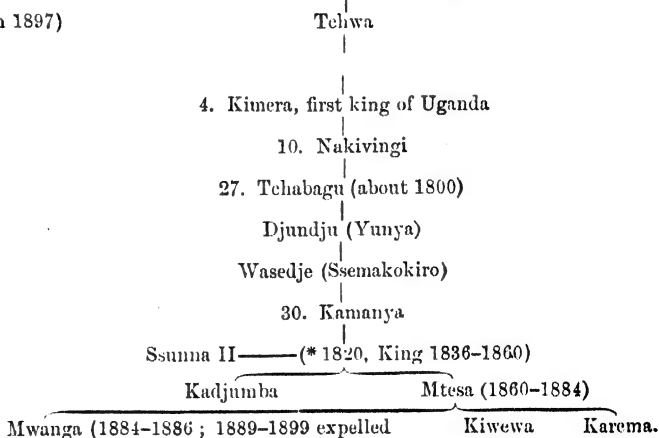 1897) Tchwa
4. Kimera, first king of Uganda
10. Nakivingi
27. Tchabagu (about 1800)
Djundju (Yunya)
Wasedje (Ssemakokiro)
30. Kamanya
Ssunna II——(* 1820, King 1836–1860)
Kadjumba Mtesa (1860–1884)
Mwanga (1884–1886 ; 1889–1899 expelled Kiwewa Karema.